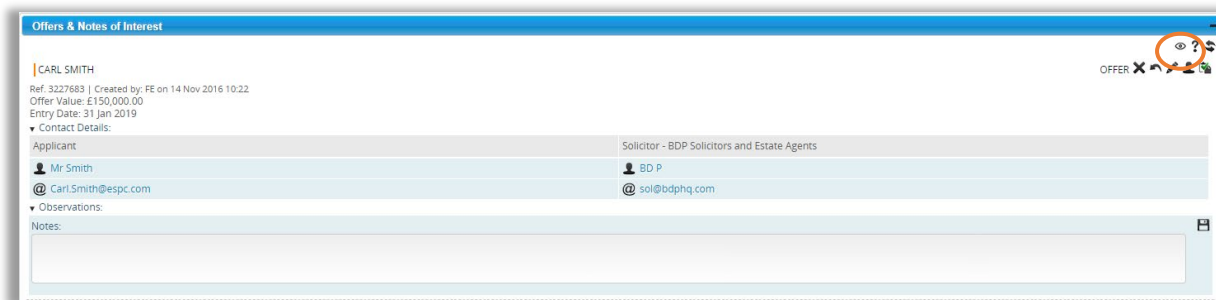 Offers & Notes of Interest
?
CARL SMITH
OFFER
Ref. 3227683 | Created by: FE on 14 Nov 2016 10:22
Offer Value: £150,000.00
Entry Date: 31 Jan 2019
Contact Details:
Applicant Solicitor - BDP Solicitors and Estate Agents
Mr Smith BD P
@ Carl.Smith@espc.com @ sol@bdphq.com
Observations:
Notes: